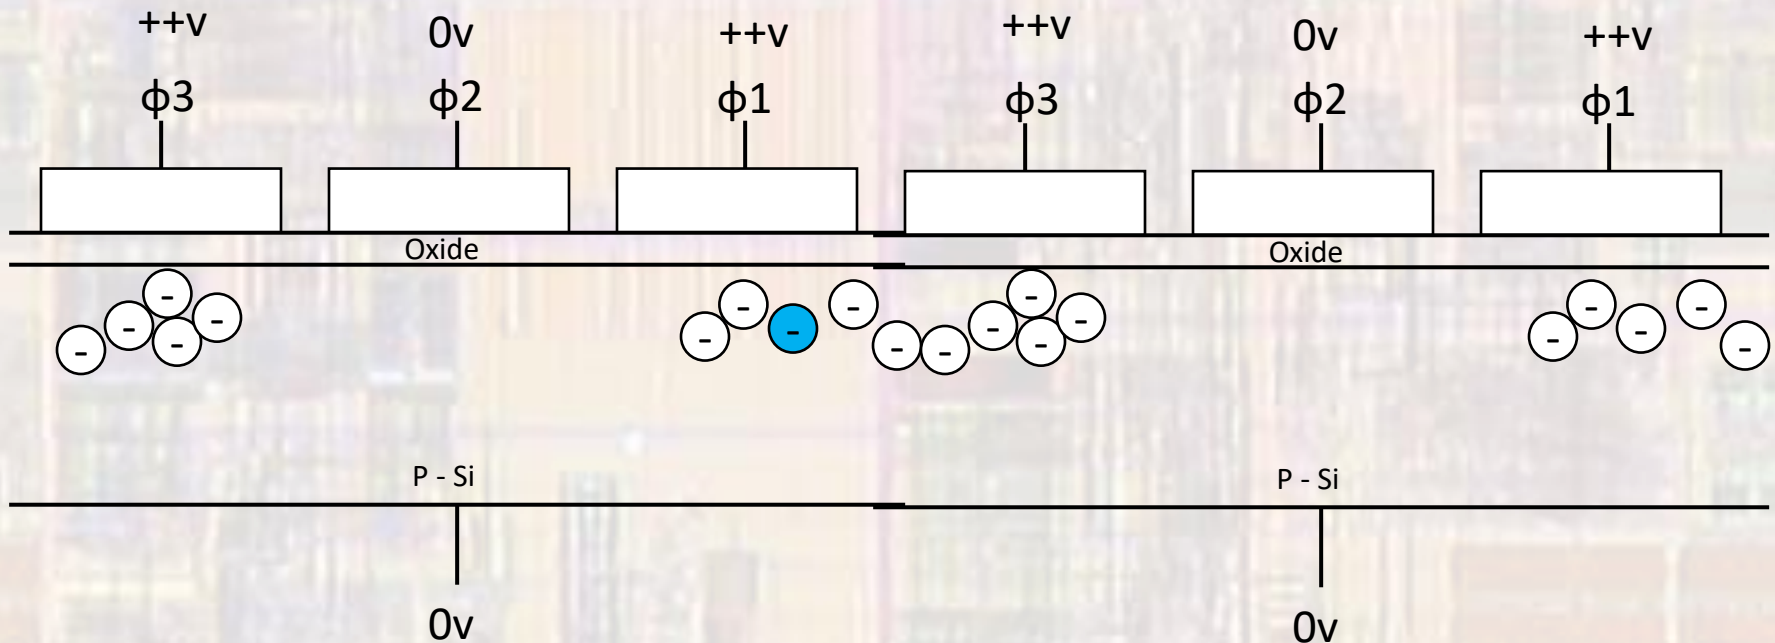 ++v 0v ++v ++v 0v ++v
ϕ3 ϕ2 ϕ1 ϕ3 ϕ2 ϕ1
Oxide Oxide
- - - - - - - - - - - - - - - - - - - - -
P - Si P - Si
0v 0v